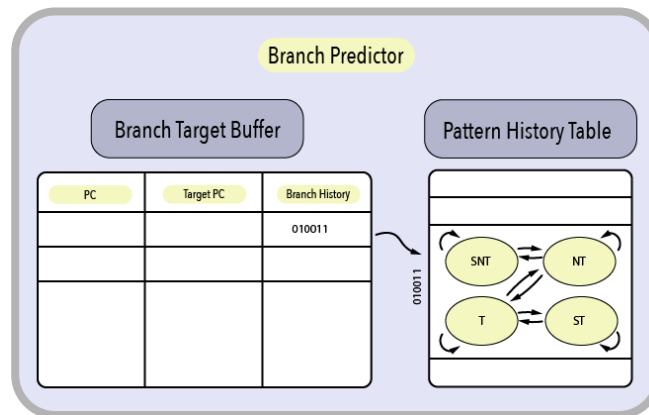 Branch Predictor
Branch Target Buffer
Pattern History Table
PC
Target PC
Branch History
010011
010011
SNT
NT
T
ST